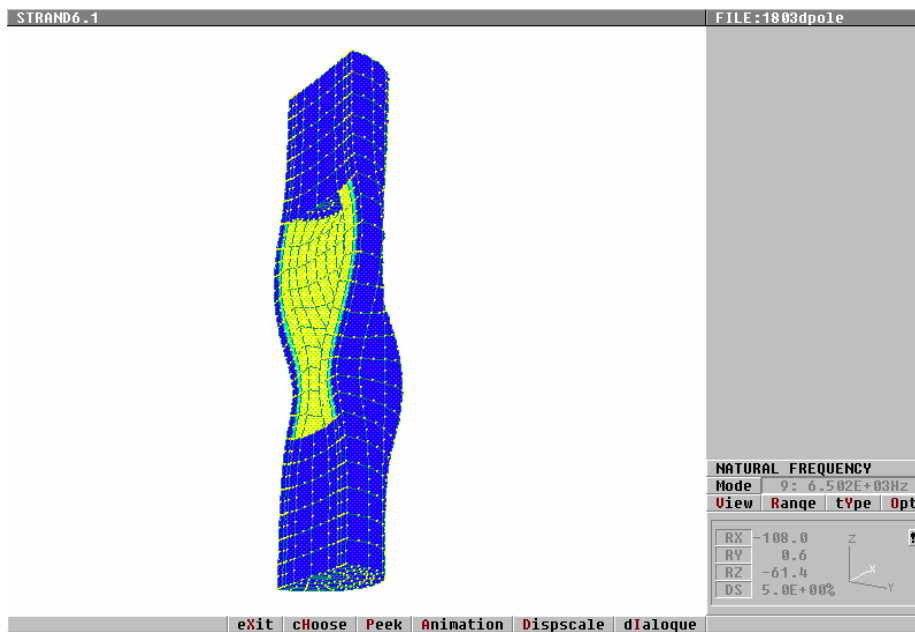 STRAND6.1
FILE:1803dpole
NATURAL FREQUENCY
Mode 9: 6.502E+03Hz
View Range tYpe Opt
RX -108.0
RY 0.6
RZ -61.4
DS 5.0E+00%
Z
X
Y
!
eXit cHoose Peek Animation Dispscale dIaloque